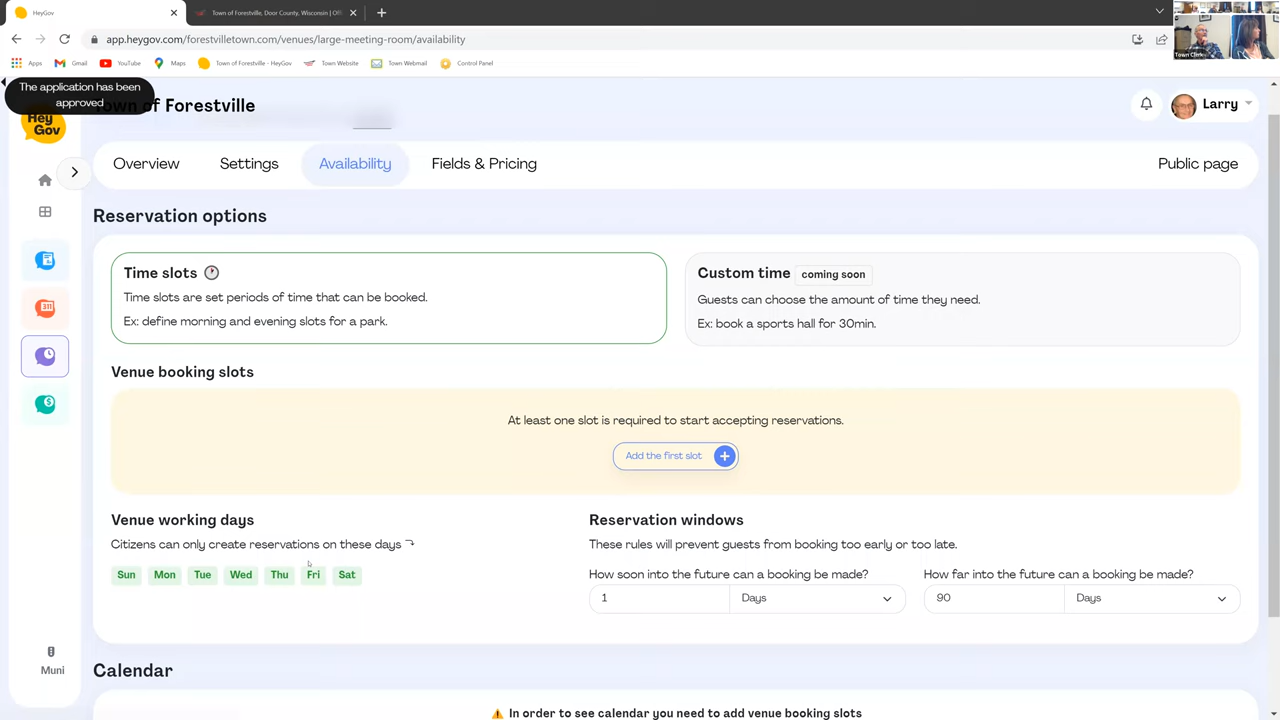 HeyGov
Town of Forestville, Door County, Wisconsin | Offi
app.heygov.com/forestvilletown.com/venues/large-meeting-room/availability
Apps
Gmail
YouTube
Maps
Town of Forestville - HeyGov
Town Website
Town Webmail
Control Panel
Town Clerk
The application has been
approved
Hey
Gov
Town of Forestville
Larry
Overview
Settings
Availability
Fields & Pricing
Public page
Reservation options
Time slots
Time slots are set periods of time that can be booked.
Ex: define morning and evening slots for a park.
Custom time coming soon
Guests can choose the amount of time they need.
Ex: book a sports hall for 30min.
Venue booking slots
At least one slot is required to start accepting reservations.
Add the first slot
Venue working days
Citizens can only create reservations on these days
Sun Mon Tue Wed Thu Fri Sat
Reservation windows
These rules will prevent guests from booking too early or too late.
How soon into the future can a booking be made?
1 Days
How far into the future can a booking be made?
90 Days
311
Muni
Calendar
In order to see calendar you need to add venue booking slots